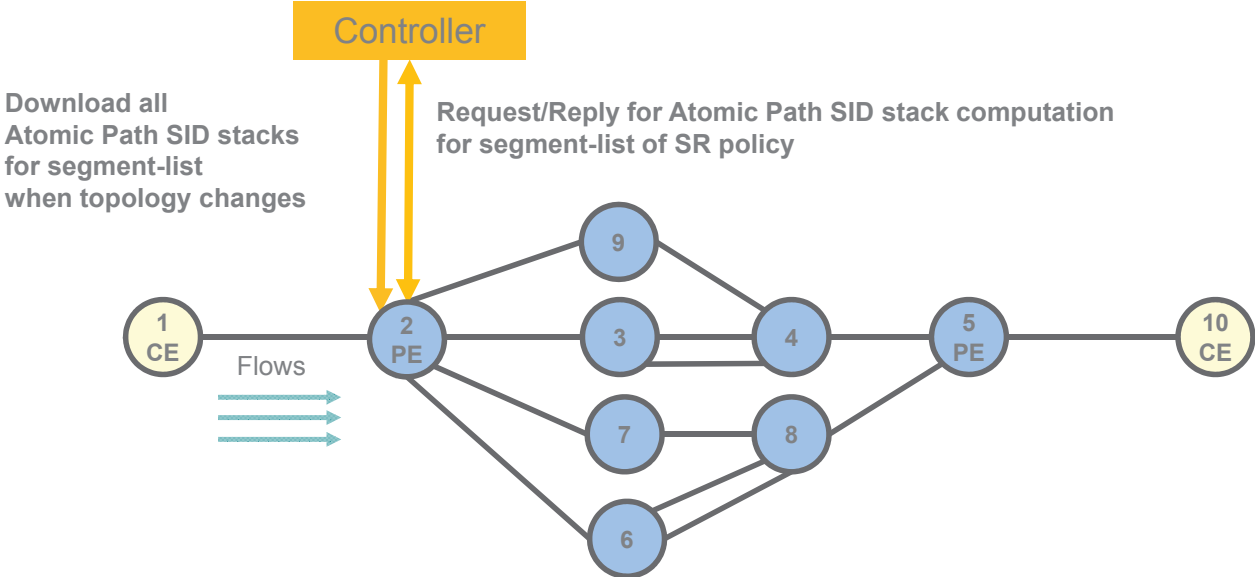 Controller
Download all
Atomic Path SID stacks
for segment-list
when topology changes
Request/Reply for Atomic Path SID stack computation
for segment-list of SR policy
9
1
CE
2
PE
3
4
5
PE
10
CE
Flows
7
8
6